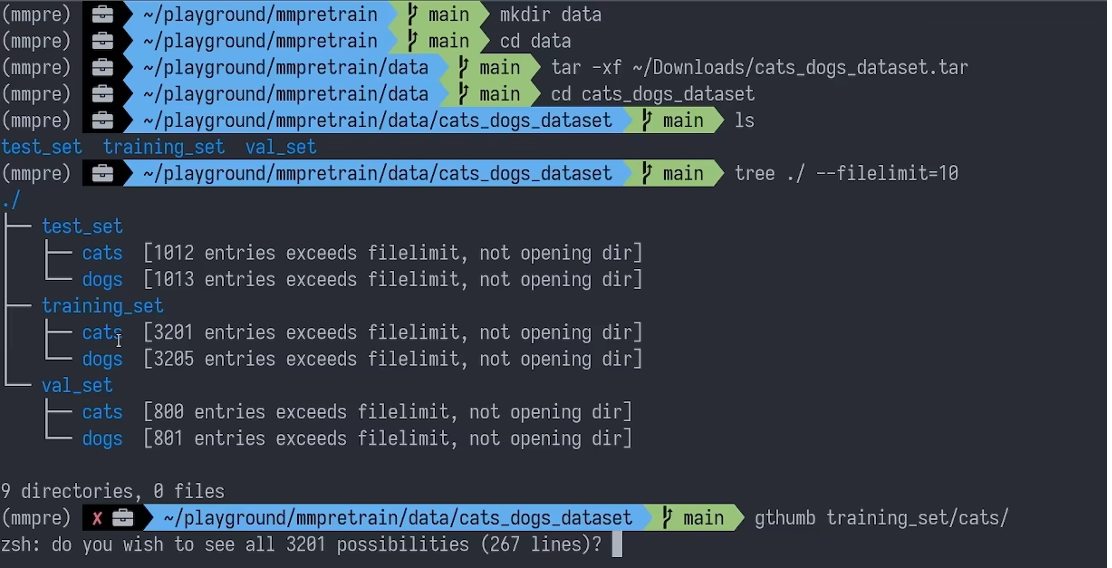 (mmpre) ~/playground/mmpretrain main mkdir data
(mmpre) ~/playground/mmpretrain main cd data
(mmpre) ~/playground/mmpretrain/data main tar -xf ~/Downloads/cats_dogs_dataset.tar
(mmpre) ~/playground/mmpretrain/data main cd cats_dogs_dataset
(mmpre) ~/playground/mmpretrain/data/cats_dogs_dataset main ls
test_set training_set val_set
(mmpre) ~/playground/mmpretrain/data/cats_dogs_dataset main tree ./ --filelimit=10
./
├── test_set
│   ├── cats [1012 entries exceeds filelimit, not opening dir]
│   └── dogs [1013 entries exceeds filelimit, not opening dir]
├── training_set
│   ├── cats [3201 entries exceeds filelimit, not opening dir]
│   └── dogs [3205 entries exceeds filelimit, not opening dir]
└── val_set
    ├── cats [800 entries exceeds filelimit, not opening dir]
    └── dogs [801 entries exceeds filelimit, not opening dir]
9 directories, 0 files
(mmpre) ✗ ~/playground/mmpretrain/data/cats_dogs_dataset main gthumb training_set/cats/
zsh: do you wish to see all 3201 possibilities (267 lines)?